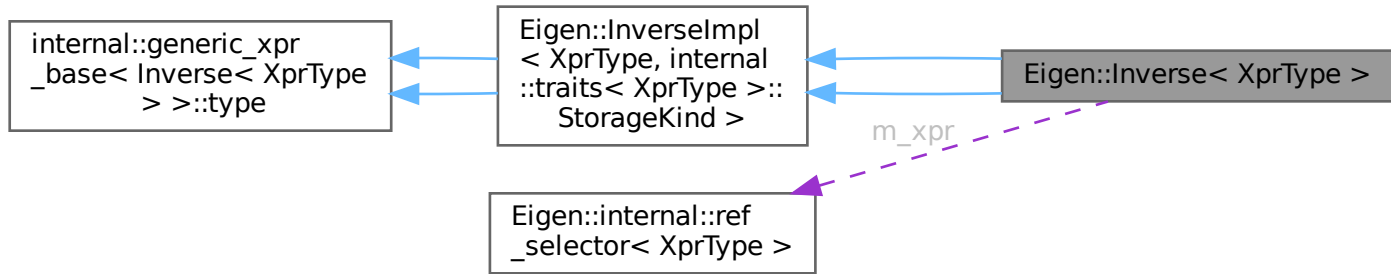 internal::generic_xpr
_base< Inverse< XprType
> >::type
Eigen::InverseImpl
< XprType, internal
::traits< XprType >::
StorageKind >
Eigen::Inverse< XprType >
m_xpr
Eigen::internal::ref
_selector< XprType >